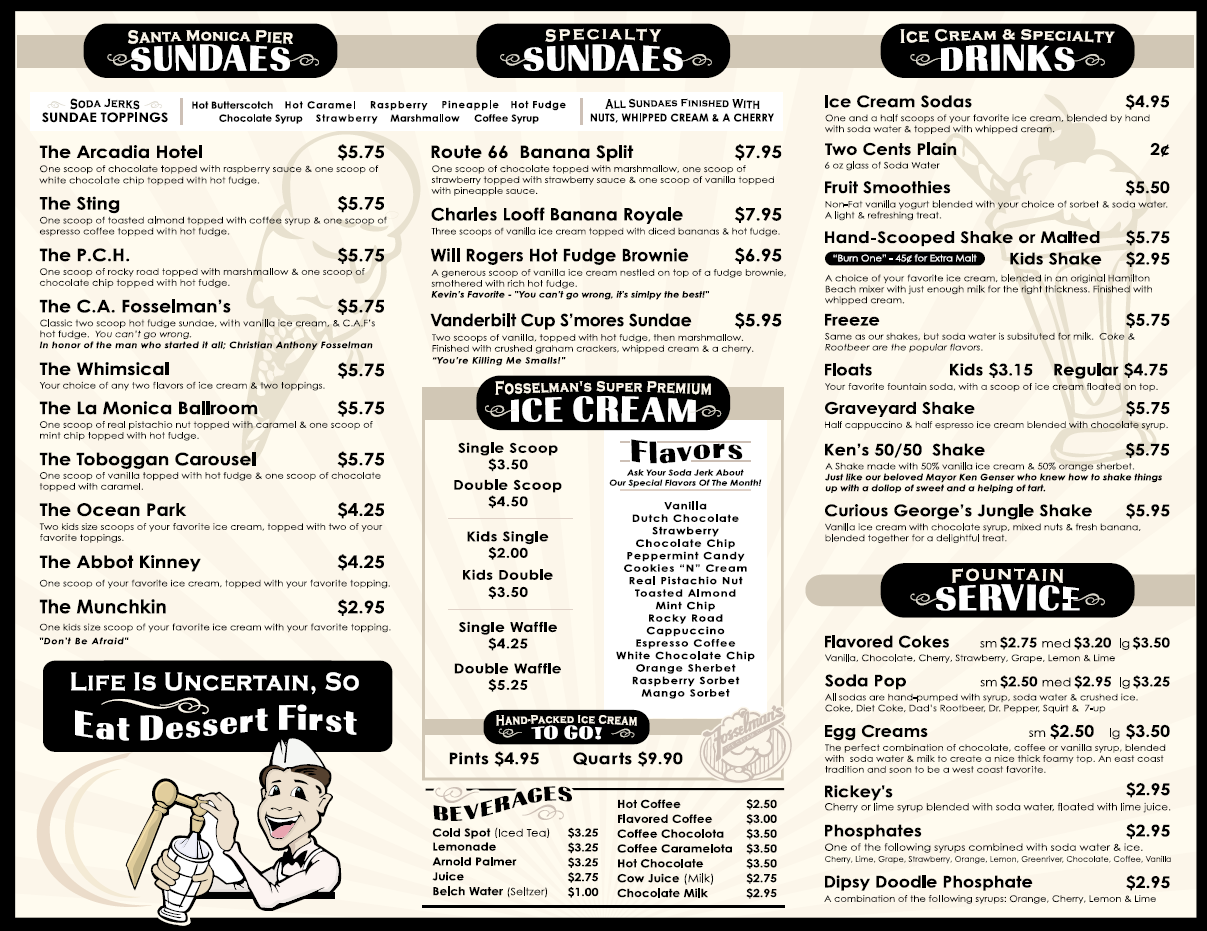 Santa Monica Pier
SUNDAES
Soda Jerks
SUNDAE TOPPINGS
Hot Butterscotch Hot Caramel Raspberry Pineapple Hot Fudge
Chocolate Syrup Strawberry Marshmallow Coffee Syrup
All Sundaes Finished With
NUTS, WHIPPED CREAM & A CHERRY
The Arcadia Hotel $5.75
One scoop of chocolate topped with raspberry sauce & one scoop of
white chocolate chip topped with hot fudge.
The Sting $5.75
One scoop of toasted almond topped with coffee syrup & one scoop of
espresso coffee topped with hot fudge.
The P.C.H. $5.75
One scoop of rocky road topped with marshmallow & one scoop of
chocolate chip topped with hot fudge.
The C.A. Fosselman's $5.75
Classic two scoop hot fudge sundae, with vanilla ice cream, & C.A.F's
hot fudge. You can't go wrong.
In honor of the man who started it all; Christian Anthony Fosselman
The Whimsical $5.75
Your choice of any two flavors of ice cream & two toppings.
The La Monica Ballroom $5.75
One scoop of real pistachio nut topped with caramel & one scoop of
mint chip topped with hot fudge.
The Toboggan Carousel $5.75
One scoop of vanilla topped with hot fudge & one scoop of chocolate
topped with caramel.
The Ocean Park $4.25
Two kids size scoops of your favorite ice cream, topped with two of your
favorite toppings.
The Abbot Kinney $4.25
One scoop of your favorite ice cream, topped with your favorite topping.
The Munchkin $2.95
One kids size scoop of your favorite ice cream with your favorite topping.
"Don't Be Afraid"
Life Is Uncertain, So
Eat Dessert First
Specialty
SUNDAES
Route 66 Banana Split $7.95
One scoop of chocolate topped with marshmallow, one scoop of
strawberry topped with strawberry sauce & one scoop of vanilla topped
with pineapple sauce.
Charles Looff Banana Royale $7.95
Three scoops of vanilla ice cream topped with diced bananas & hot fudge.
Will Rogers Hot Fudge Brownie $6.95
A generous scoop of vanilla ice cream nestled on top of a fudge brownie,
smothered with rich hot fudge.
Kevin's Favorite - "You can't go wrong, it's simlpy the best!"
Vanderbilt Cup S'mores Sundae $5.95
Two scoops of vanilla, topped with hot fudge, then marshmallow.
Finished with crushed graham crackers, whipped cream & a cherry.
"You're Killing Me Smalls!"
Fosselman's Super Premium
ICE CREAM
Single Scoop
$3.50
Double Scoop
$4.50
Kids Single
$2.00
Kids Double
$3.50
Single Waffle
$4.25
Double Waffle
$5.25
Flavors
Ask Your Soda Jerk About
Our Special Flavors Of The Month!
Vanilla
Dutch Chocolate
Strawberry
Chocolate Chip
Peppermint Candy
Cookies "N" Cream
Real Pistachio Nut
Toasted Almond
Mint Chip
Rocky Road
Cappuccino
Espresso Coffee
White Chocolate Chip
Orange Sherbet
Raspberry Sorbet
Mango Sorbet
Hand-Packed Ice Cream
TO GO!
Pints $4.95 Quarts $9.90
Fosselman's
BEVERAGES
Cold Spot (Iced Tea) $3.25
Lemonade $3.25
Arnold Palmer $3.25
Juice $2.75
Belch Water (Seltzer) $1.00
Hot Coffee $2.50
Flavored Coffee $3.00
Coffee Chocolota $3.50
Coffee Caramelota $3.50
Hot Chocolate $3.50
Cow Juice (Milk) $2.75
Chocolate Milk $2.95
Ice Cream & Specialty
DRINKS
Ice Cream Sodas $4.95
One and a half scoops of your favorite ice cream, blended by hand
with soda water & topped with whipped cream.
Two Cents Plain 2¢
6 oz glass of Soda Water
Fruit Smoothies $5.50
Non-Fat vanilla yogurt blended with your choice of sorbet & soda water.
A light & refreshing treat.
Hand-Scooped Shake or Malted $5.75
"Burn One" - 45¢ for Extra Malt Kids Shake $2.95
A choice of your favorite ice cream, blended in an original Hamilton
Beach mixer with just enough milk for the right thickness. Finished with
whipped cream.
Freeze $5.75
Same as our shakes, but soda water is subsituted for milk. Coke &
Rootbeer are the popular flavors.
Floats Kids $3.15 Regular $4.75
Your favorite fountain soda, with a scoop of ice cream floated on top.
Graveyard Shake $5.75
Half cappuccino & half espresso ice cream blended with chocolate syrup.
Ken's 50/50 Shake $5.75
A Shake made with 50% vanilla ice cream & 50% orange sherbet.
Just like our beloved Mayor Ken Genser who knew how to shake things
up with a dollop of sweet and a helping of tart.
Curious George's Jungle Shake $5.95
Vanilla ice cream with chocolate syrup, mixed nuts & fresh banana,
blended together for a delightful treat.
FOUNTAIN
SERVICE
Flavored Cokes sm $2.75 med $3.20 lg $3.50
Vanilla, Chocolate, Cherry, Strawberry, Grape, Lemon & Lime
Soda Pop sm $2.50 med $2.95 lg $3.25
All sodas are hand-pumped with syrup, soda water & crushed ice.
Coke, Diet Coke, Dad's Rootbeer, Dr. Pepper, Squirt & 7-up
Egg Creams sm $2.50 lg $3.50
The perfect combination of chocolate, coffee or vanilla syrup, blended
with soda water & milk to create a nice thick foamy top. An east coast
tradition and soon to be a west coast favorite.
Rickey's $2.95
Cherry or lime syrup blended with soda water, floated with lime juice.
Phosphates $2.95
One of the following syrups combined with soda water & ice.
Cherry, Lime, Grape, Strawberry, Orange, Lemon, Greenriver, Chocolate, Coffee, Vanilla
Dipsy Doodle Phosphate $2.95
A combination of the following syrups: Orange, Cherry, Lemon & Lime